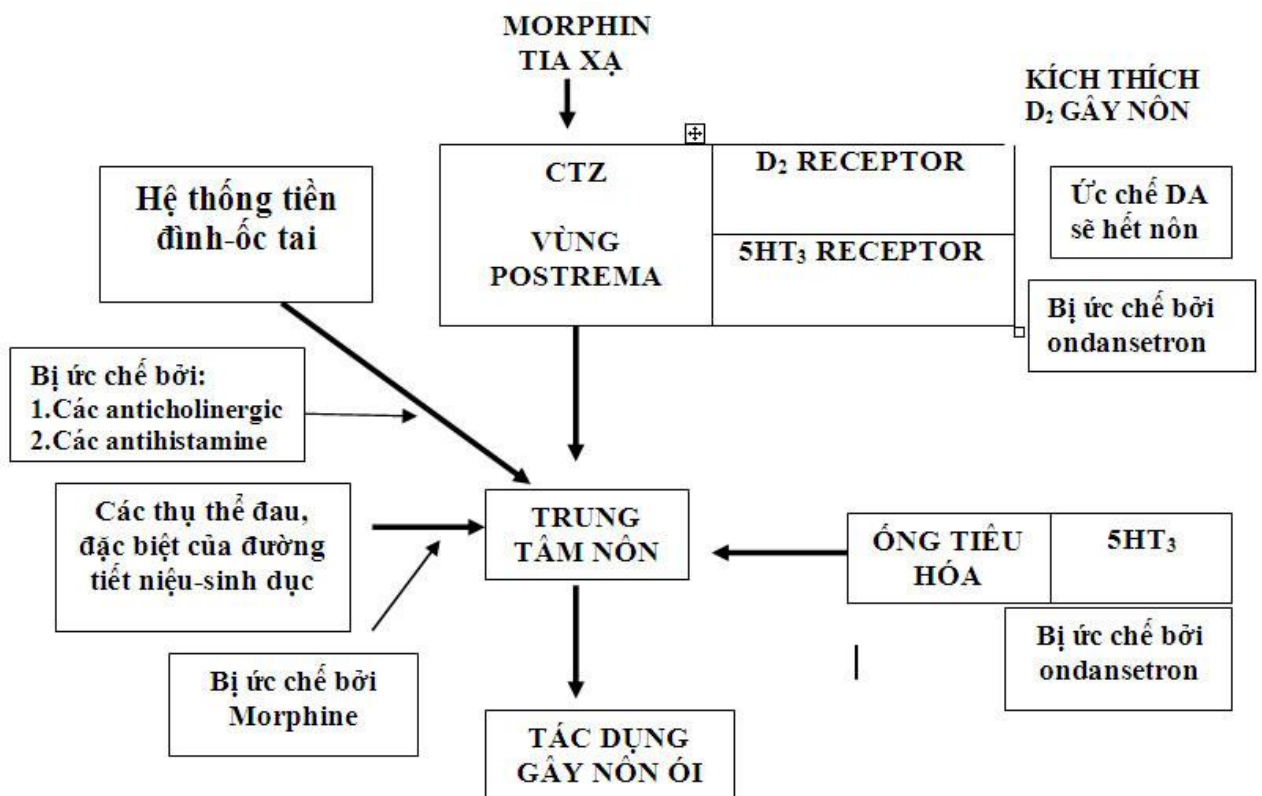 MORPHIN
TIA XẠ
KÍCH THÍCH
D₂ GÂY NÔN
Hệ thống tiền
đình-ốc tai
CTZ
VÙNG
POSTREMA
D₂ RECEPTOR
5HT₃ RECEPTOR
Ức chế DA
sẽ hết nôn
Bị ức chế bởi
ondansetron
Bị ức chế bởi:
1.Các anticholinergic
2.Các antihistamine
Các thụ thể đau,
đặc biệt của đường
tiết niệu-sinh dục
TRUNG
TÂM NÔN
ỐNG TIÊU
HÓA
5HT₃
Bị ức chế bởi
ondansetron
Bị ức chế bởi
Morphine
TÁC DỤNG
GÂY NÔN ÓI